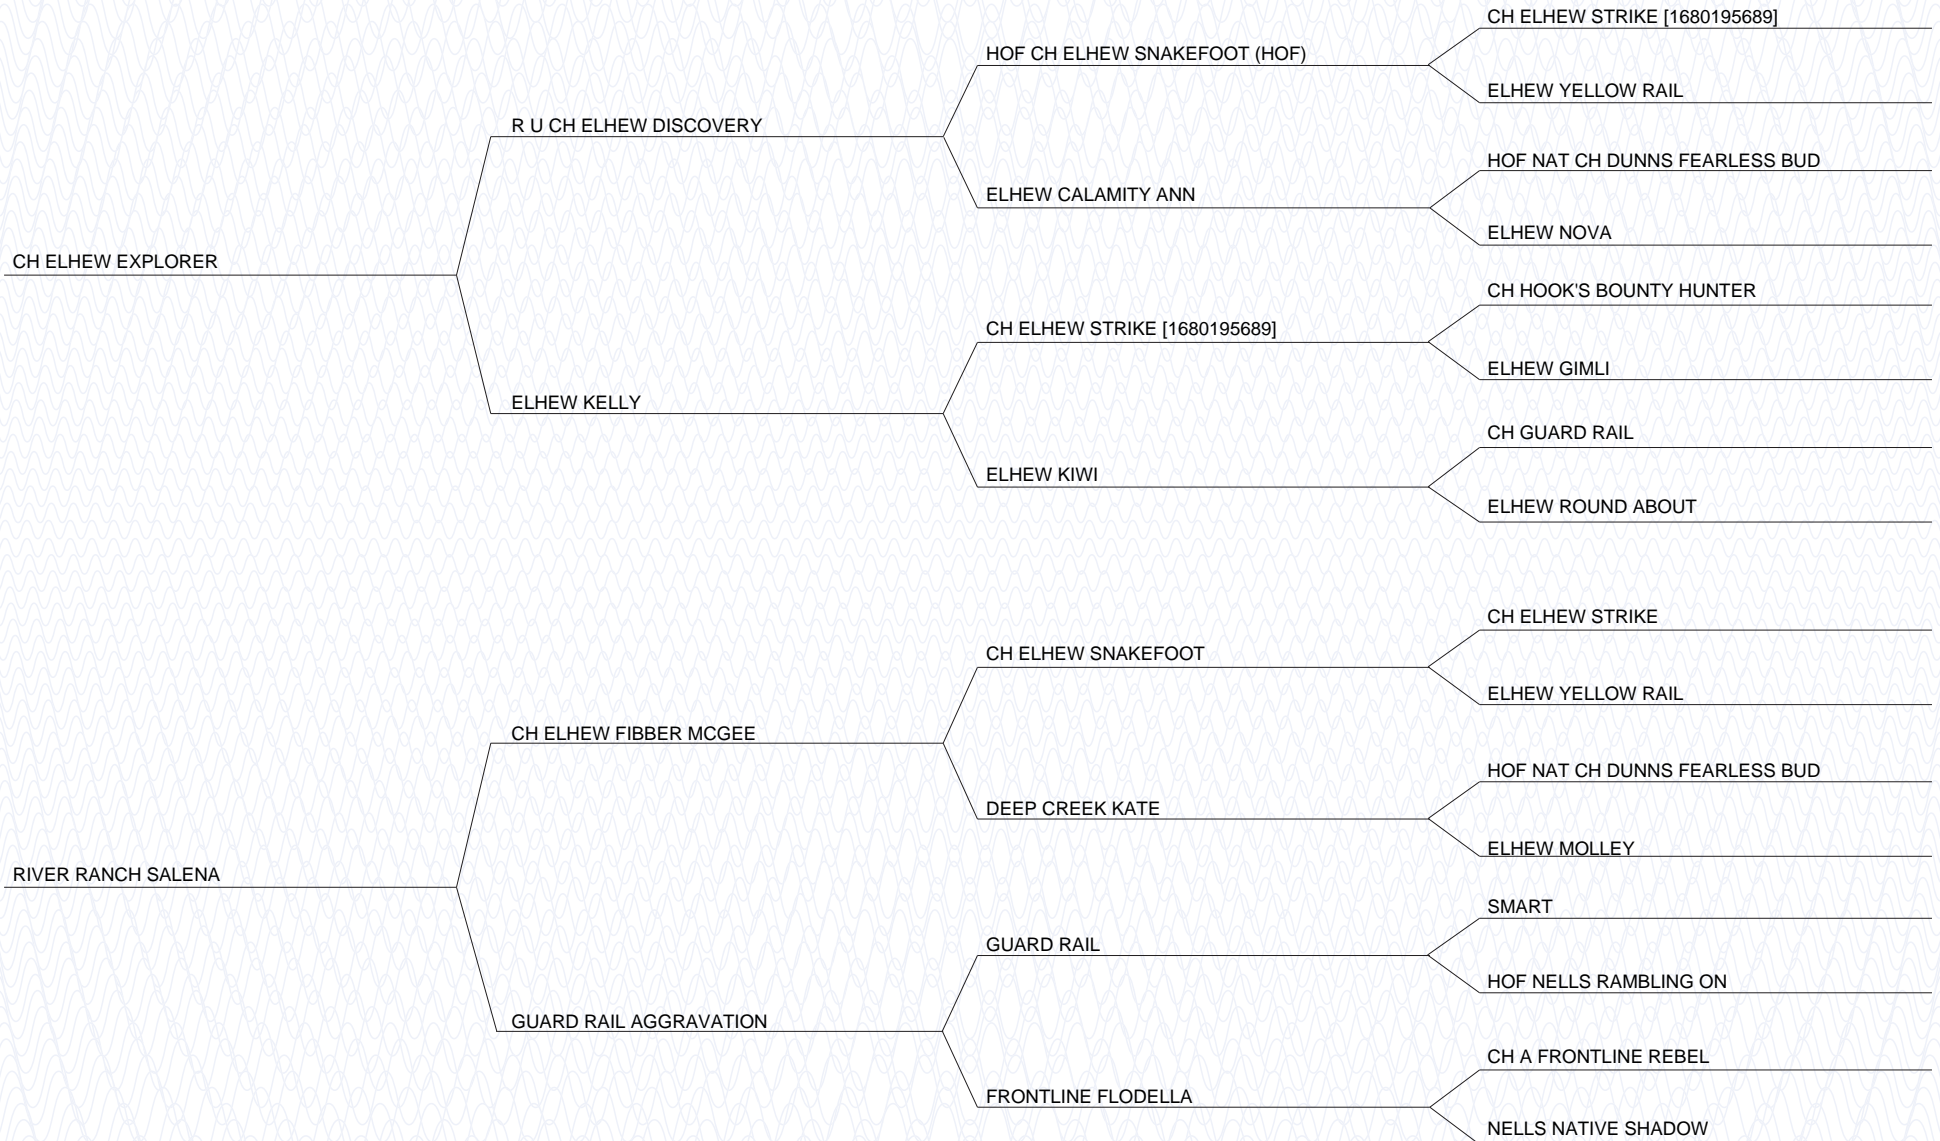 CH ELHEW STRIKE [1680195689]
HOF CH ELHEW SNAKEFOOT (HOF)
ELHEW YELLOW RAIL
R U CH ELHEW DISCOVERY
HOF NAT CH DUNNS FEARLESS BUD
ELHEW CALAMITY ANN
ELHEW NOVA
CH ELHEW EXPLORER
CH HOOK'S BOUNTY HUNTER
CH ELHEW STRIKE [1680195689]
ELHEW GIMLI
ELHEW KELLY
CH GUARD RAIL
ELHEW KIWI
ELHEW ROUND ABOUT
CH ELHEW STRIKE
CH ELHEW SNAKEFOOT
ELHEW YELLOW RAIL
CH ELHEW FIBBER MCGEE
HOF NAT CH DUNNS FEARLESS BUD
DEEP CREEK KATE
ELHEW MOLLEY
RIVER RANCH SALENA
SMART
GUARD RAIL
HOF NELLS RAMBLING ON
GUARD RAIL AGGRAVATION
CH A FRONTLINE REBEL
FRONTLINE FLODELLA
NELLS NATIVE SHADOW